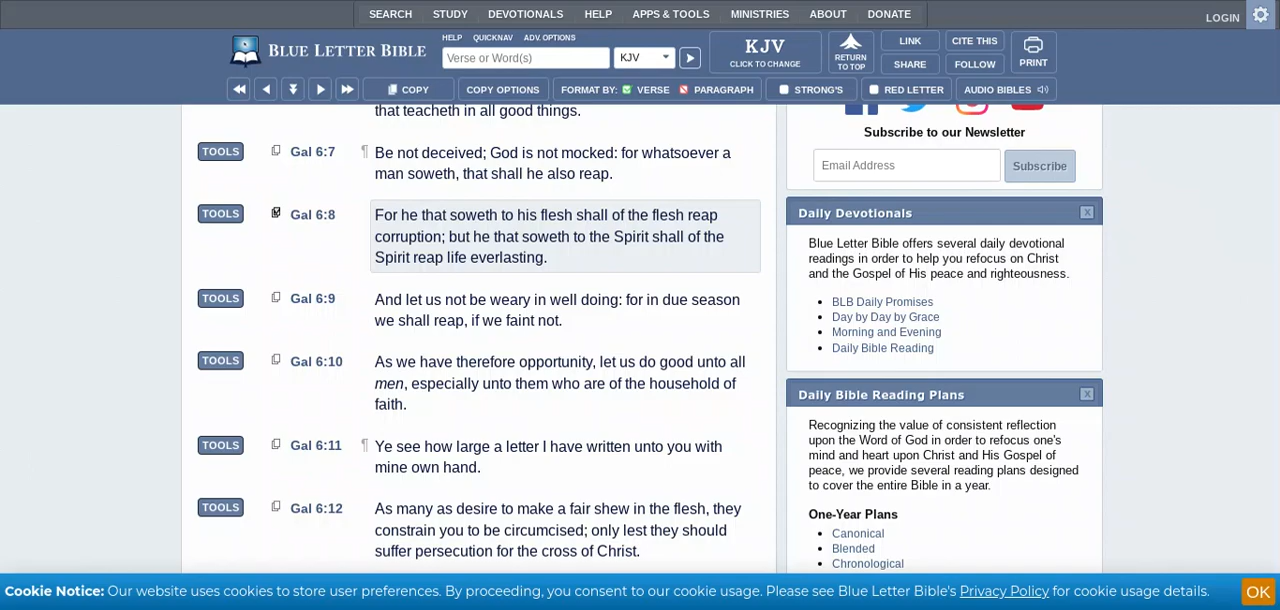 SEARCH STUDY DEVOTIONALS HELP APPS & TOOLS MINISTRIES ABOUT DONATE LOGIN
BLUE LETTER BIBLE
HELP QUICKNAV ADV. OPTIONS
Verse or Word(s) KJV
KJV
CLICK TO CHANGE
RETURN
TO TOP
LINK CITE THIS
SHARE FOLLOW
PRINT
COPY COPY OPTIONS FORMAT BY: VERSE PARAGRAPH STRONG'S RED LETTER AUDIO BIBLES
that teacheth in all good things.
TOOLS Gal 6:7 ¶ Be not deceived; God is not mocked: for whatsoever a
man soweth, that shall he also reap.
TOOLS Gal 6:8 For he that soweth to his flesh shall of the flesh reap
corruption; but he that soweth to the Spirit shall of the
Spirit reap life everlasting.
TOOLS Gal 6:9 And let us not be weary in well doing: for in due season
we shall reap, if we faint not.
TOOLS Gal 6:10 As we have therefore opportunity, let us do good unto all
men, especially unto them who are of the household of
faith.
TOOLS Gal 6:11 ¶ Ye see how large a letter I have written unto you with
mine own hand.
TOOLS Gal 6:12 As many as desire to make a fair shew in the flesh, they
constrain you to be circumcised; only lest they should
suffer persecution for the cross of Christ.
Subscribe to our Newsletter
Email Address Subscribe
Daily Devotionals X
Blue Letter Bible offers several daily devotional
readings in order to help you refocus on Christ
and the Gospel of His peace and righteousness.
BLB Daily Promises
Day by Day by Grace
Morning and Evening
Daily Bible Reading
Daily Bible Reading Plans X
Recognizing the value of consistent reflection
upon the Word of God in order to refocus one's
mind and heart upon Christ and His Gospel of
peace, we provide several reading plans designed
to cover the entire Bible in a year.
One-Year Plans
Canonical
Blended
Chronological
Cookie Notice: Our website uses cookies to store user preferences. By proceeding, you consent to our cookie usage. Please see Blue Letter Bible's Privacy Policy for cookie usage details. OK